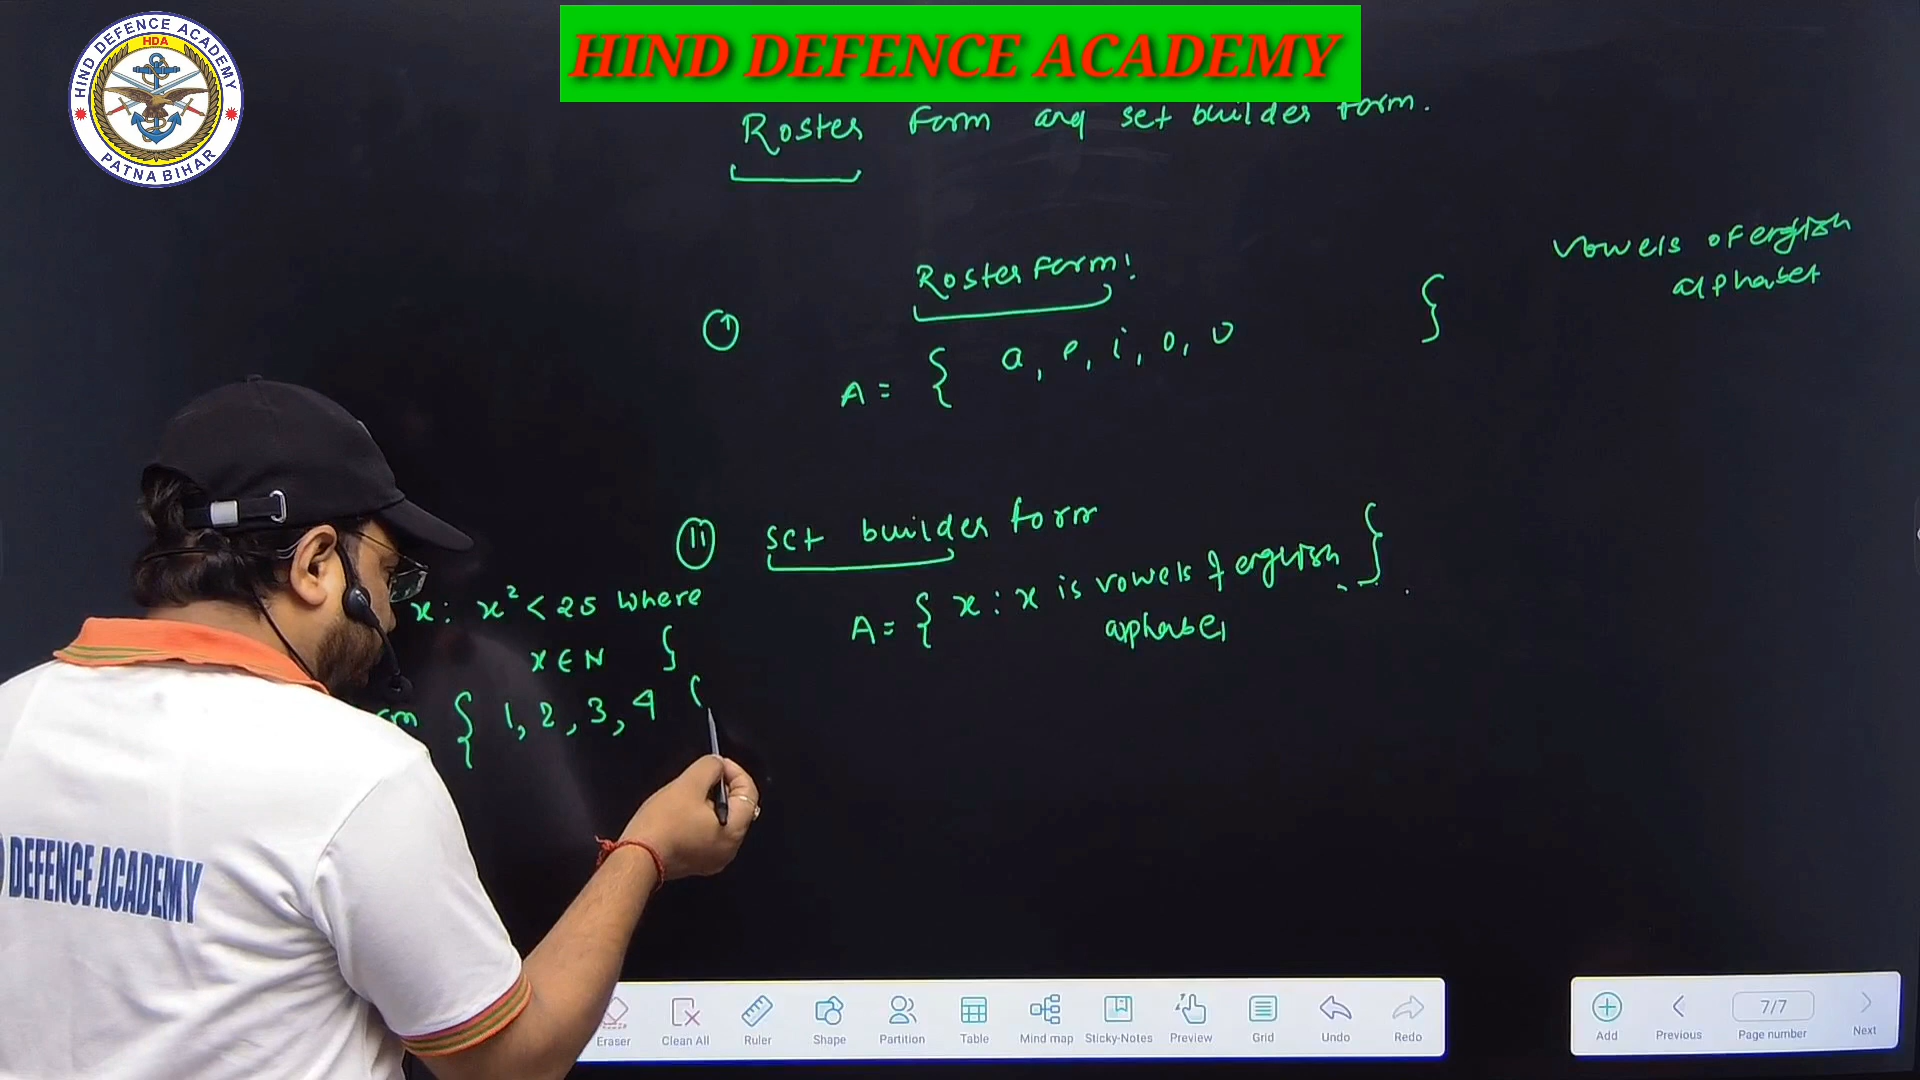 HIND DEFENCE ACADEMY
HDA
PATNA BIHAR
HIND DEFENCE ACADEMY
Roster form and set builder form.
vowels of english
alphabet
Roster form!
1
A = { a, e, i, o, u }
II set builder form
A = { x : x is vowels of english }
alphabet
x : x² < 25 where
x ∈ N }
{ 1, 2, 3, 4
DEFENCE ACADEMY
Eraser
Clean All
Ruler
Shape
Partition
Table
Mind map
Sticky-Notes
Preview
Grid
Undo
Redo
Add
Previous
7/7
Page number
Next